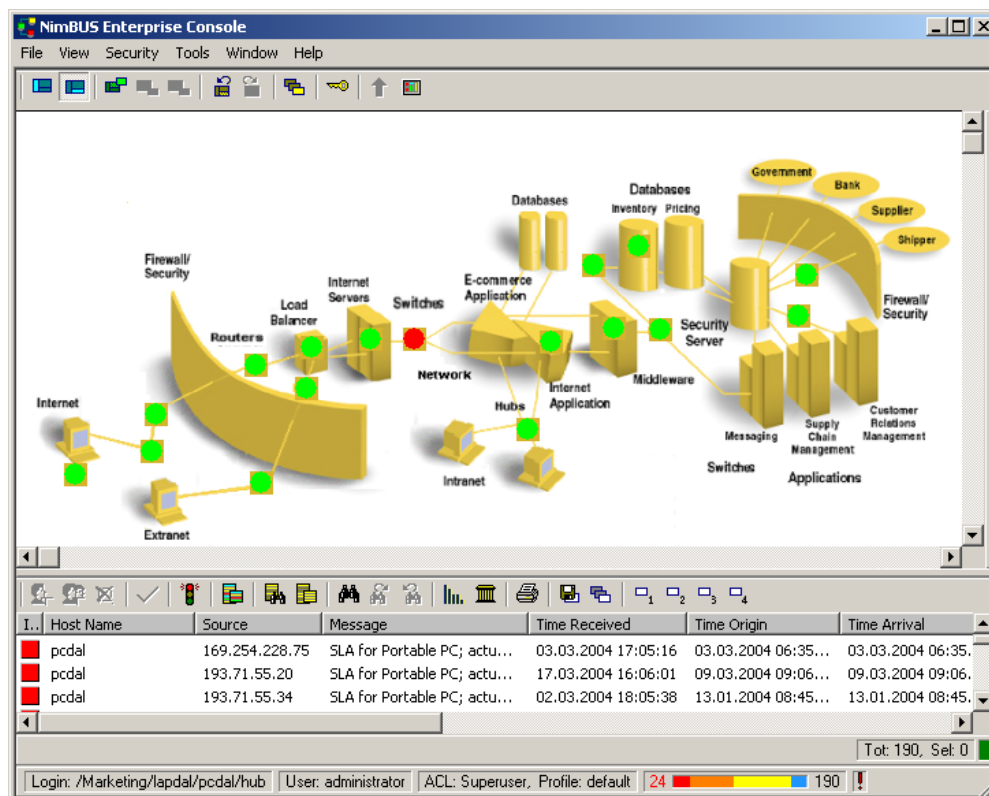 NimBUS Enterprise Console
File View Security Tools Window Help
Government
Bank
Supplier
Shipper
Databases
Inventory Pricing
Databases
Firewall/
Security
Internet
Servers
Switches
E-commerce
Application
Load
Balancer
Routers
Firewall/
Security
Security
Server
Network
Internet
Application
Middleware
Hubs
Internet
Messaging
Supply
Chain
Management
Customer
Relations
Management
Switches
Applications
Intranet
Extranet
1 2 3 4
I.. Host Name Source Message Time Received Time Origin Time Arrival
pcdal 169.254.228.75 SLA for Portable PC; actu... 03.03.2004 17:05:16 03.03.2004 06:35... 03.03.2004 06:35.
pcdal 193.71.55.20 SLA for Portable PC; actu... 17.03.2004 16:06:01 09.03.2004 09:06... 09.03.2004 09:06.
pcdal 193.71.55.34 SLA for Portable PC; actu... 02.03.2004 18:05:38 13.01.2004 08:45... 13.01.2004 08:45.
Tot: 190, Sel: 0
Login: /Marketing/lapdal/pcdal/hub User: administrator ACL: Superuser, Profile: default 24 190 !